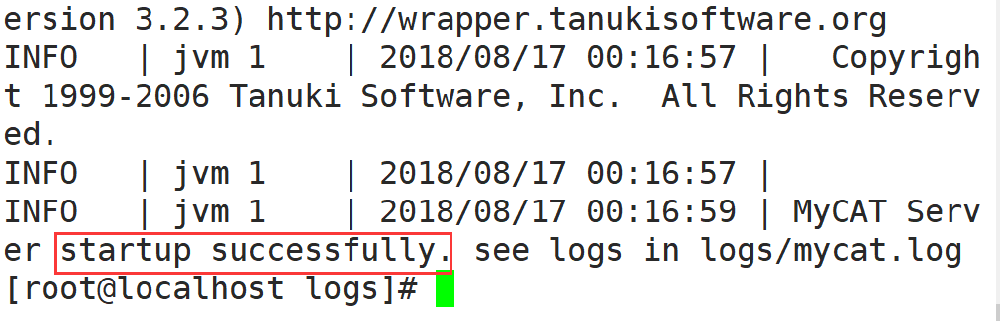 ersion 3.2.3) http://wrapper.tanukisoftware.org
INFO   | jvm 1    | 2018/08/17 00:16:57 |   Copyrigh
t 1999-2006 Tanuki Software, Inc.  All Rights Reserv
ed.
INFO   | jvm 1    | 2018/08/17 00:16:57 |
INFO   | jvm 1    | 2018/08/17 00:16:59 | MyCAT Serv
er startup successfully. see logs in logs/mycat.log
[root@localhost logs]#